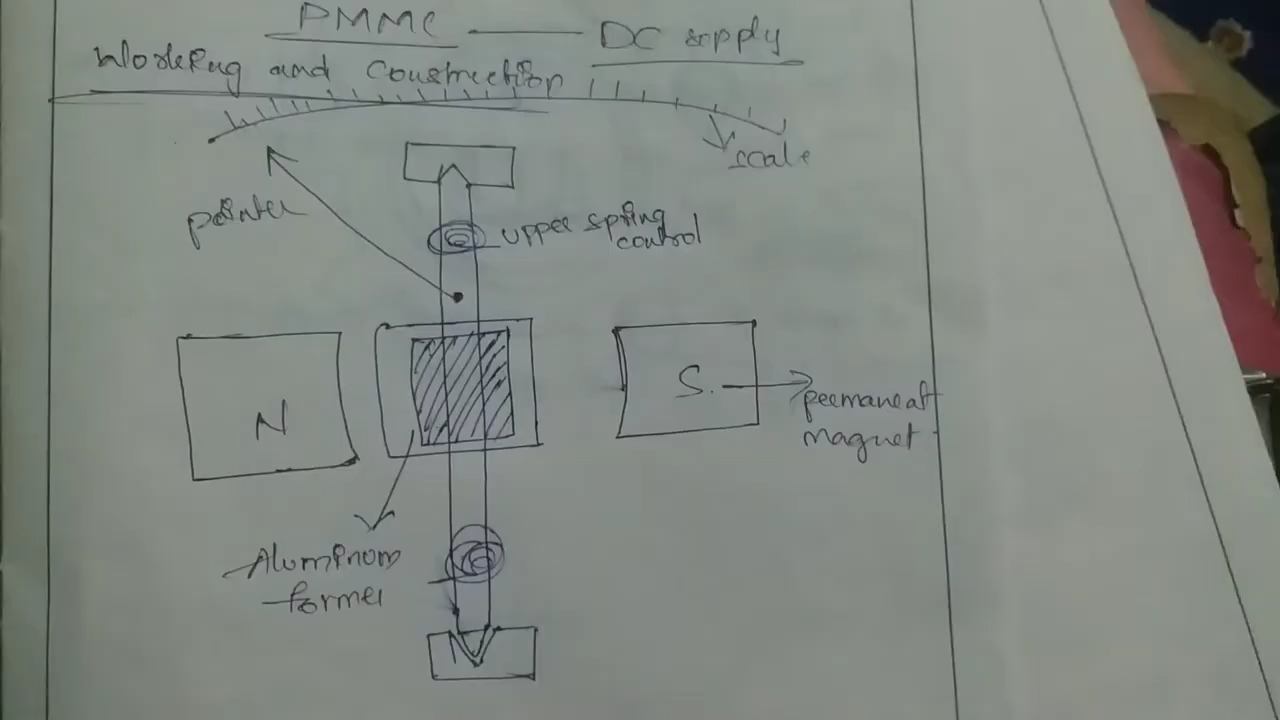 PMMC — DC supply
Working and Construction
scale
pointer
upper spring
control
N
S.
permanent
magnet
Aluminum
former